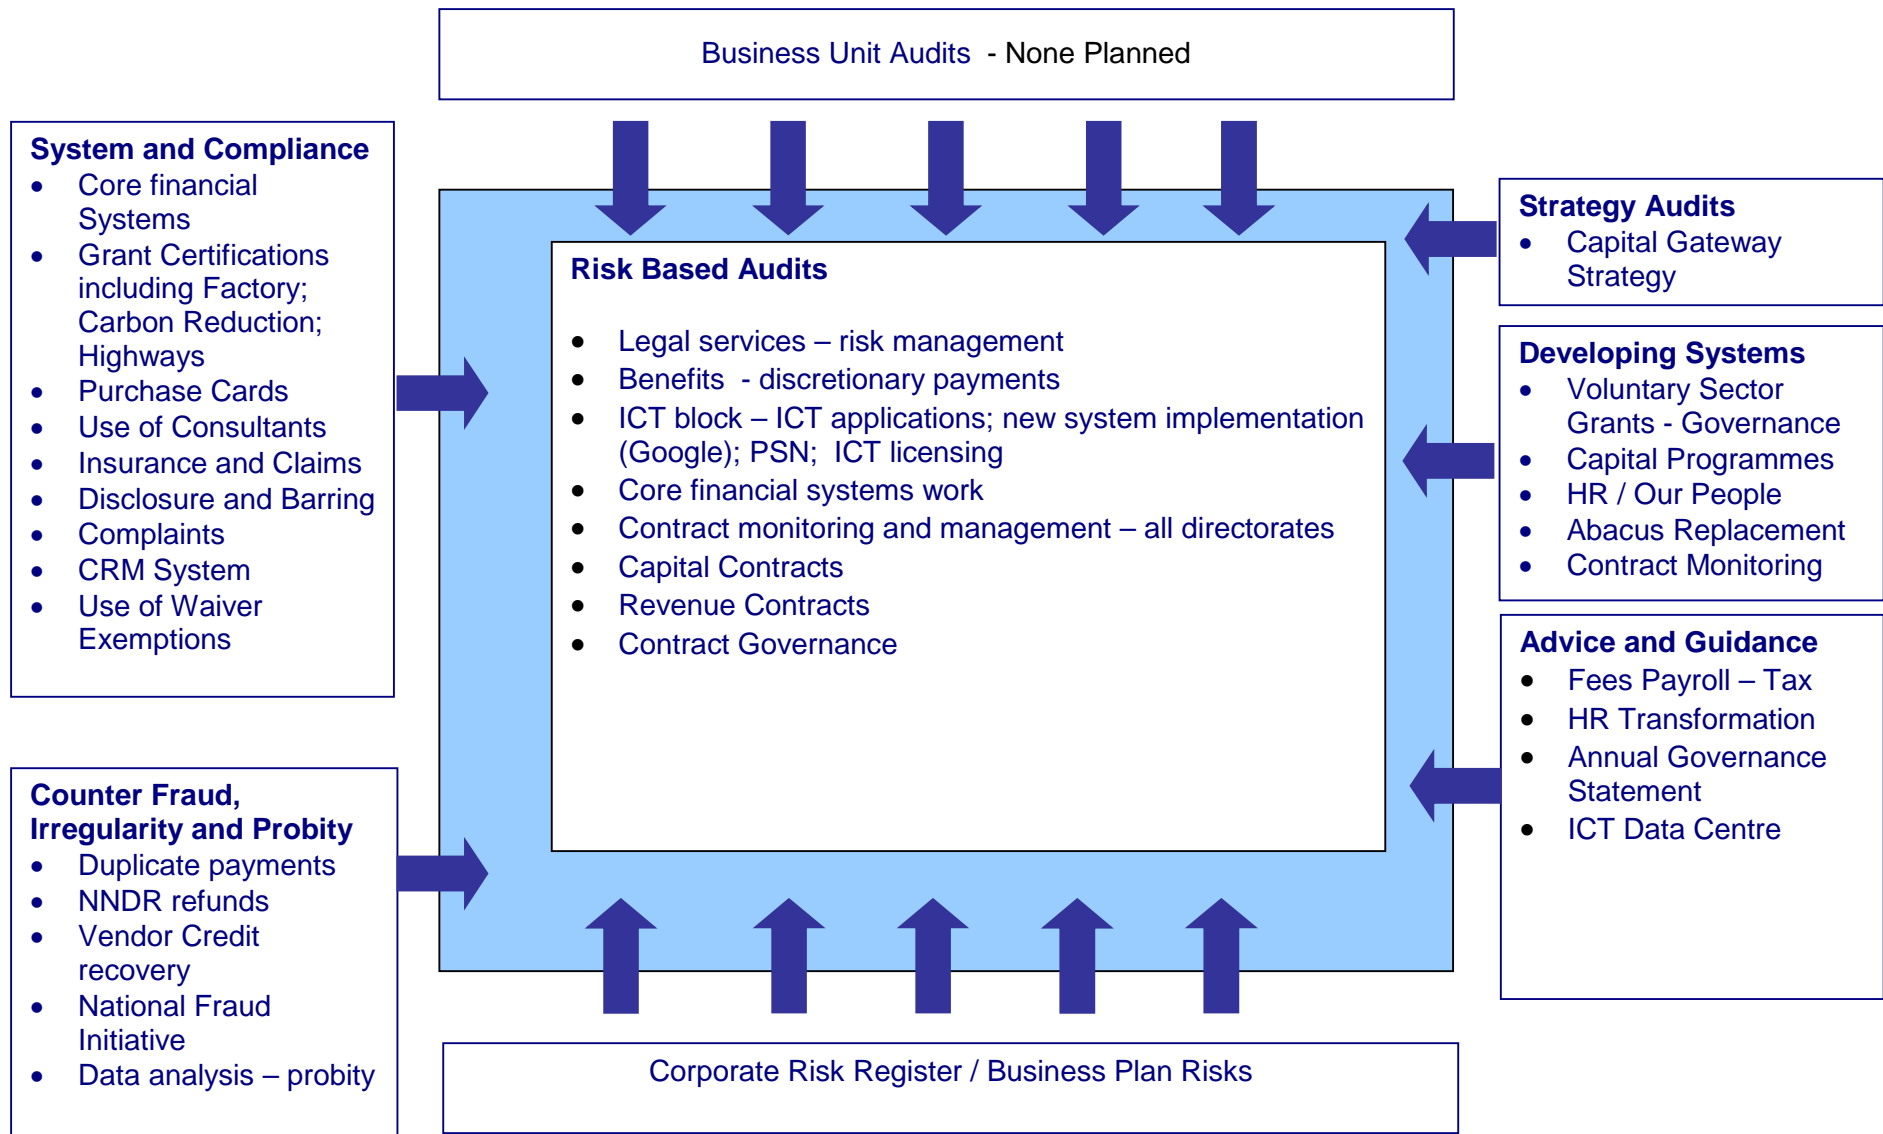 Business Unit Audits - None Planned
System and Compliance
• Core financial
Systems
• Grant Certifications
including Factory;
Carbon Reduction;
Highways
• Purchase Cards
• Use of Consultants
• Insurance and Claims
• Disclosure and Barring
• Complaints
• CRM System
• Use of Waiver
Exemptions
Counter Fraud,
Irregularity and Probity
• Duplicate payments
• NNDR refunds
• Vendor Credit
recovery
• National Fraud
Initiative
• Data analysis – probity
Risk Based Audits
• Legal services – risk management
• Benefits - discretionary payments
• ICT block – ICT applications; new system implementation
(Google); PSN; ICT licensing
• Core financial systems work
• Contract monitoring and management – all directorates
• Capital Contracts
• Revenue Contracts
• Contract Governance
Strategy Audits
• Capital Gateway
Strategy
Developing Systems
• Voluntary Sector
Grants - Governance
• Capital Programmes
• HR / Our People
• Abacus Replacement
• Contract Monitoring
Advice and Guidance
• Fees Payroll – Tax
• HR Transformation
• Annual Governance
Statement
• ICT Data Centre
Corporate Risk Register / Business Plan Risks